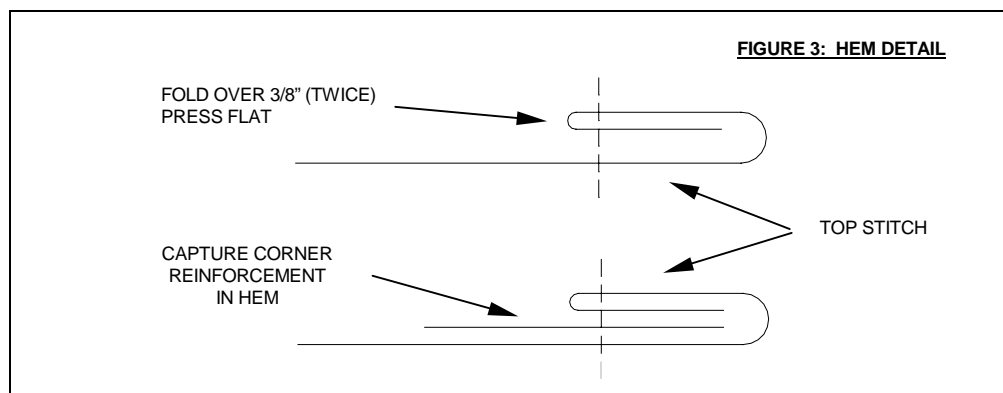 FIGURE 3: HEM DETAIL
FOLD OVER 3/8” (TWICE)
PRESS FLAT
TOP STITCH
CAPTURE CORNER
REINFORCEMENT
IN HEM